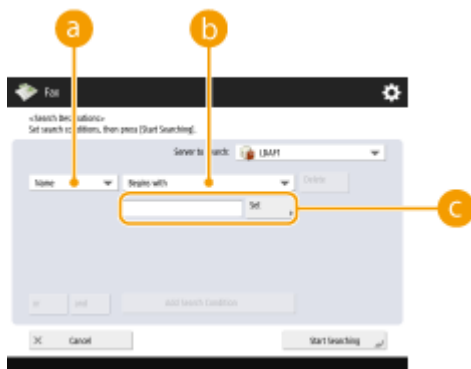 a
b
Fax
<Search Destinations>
Set search conditions, then press [Start Searching].
Server to Search: LDAP1
Name
Begins with
Delete
Set
c
or
and
Add Search Condition
Cancel
Start Searching